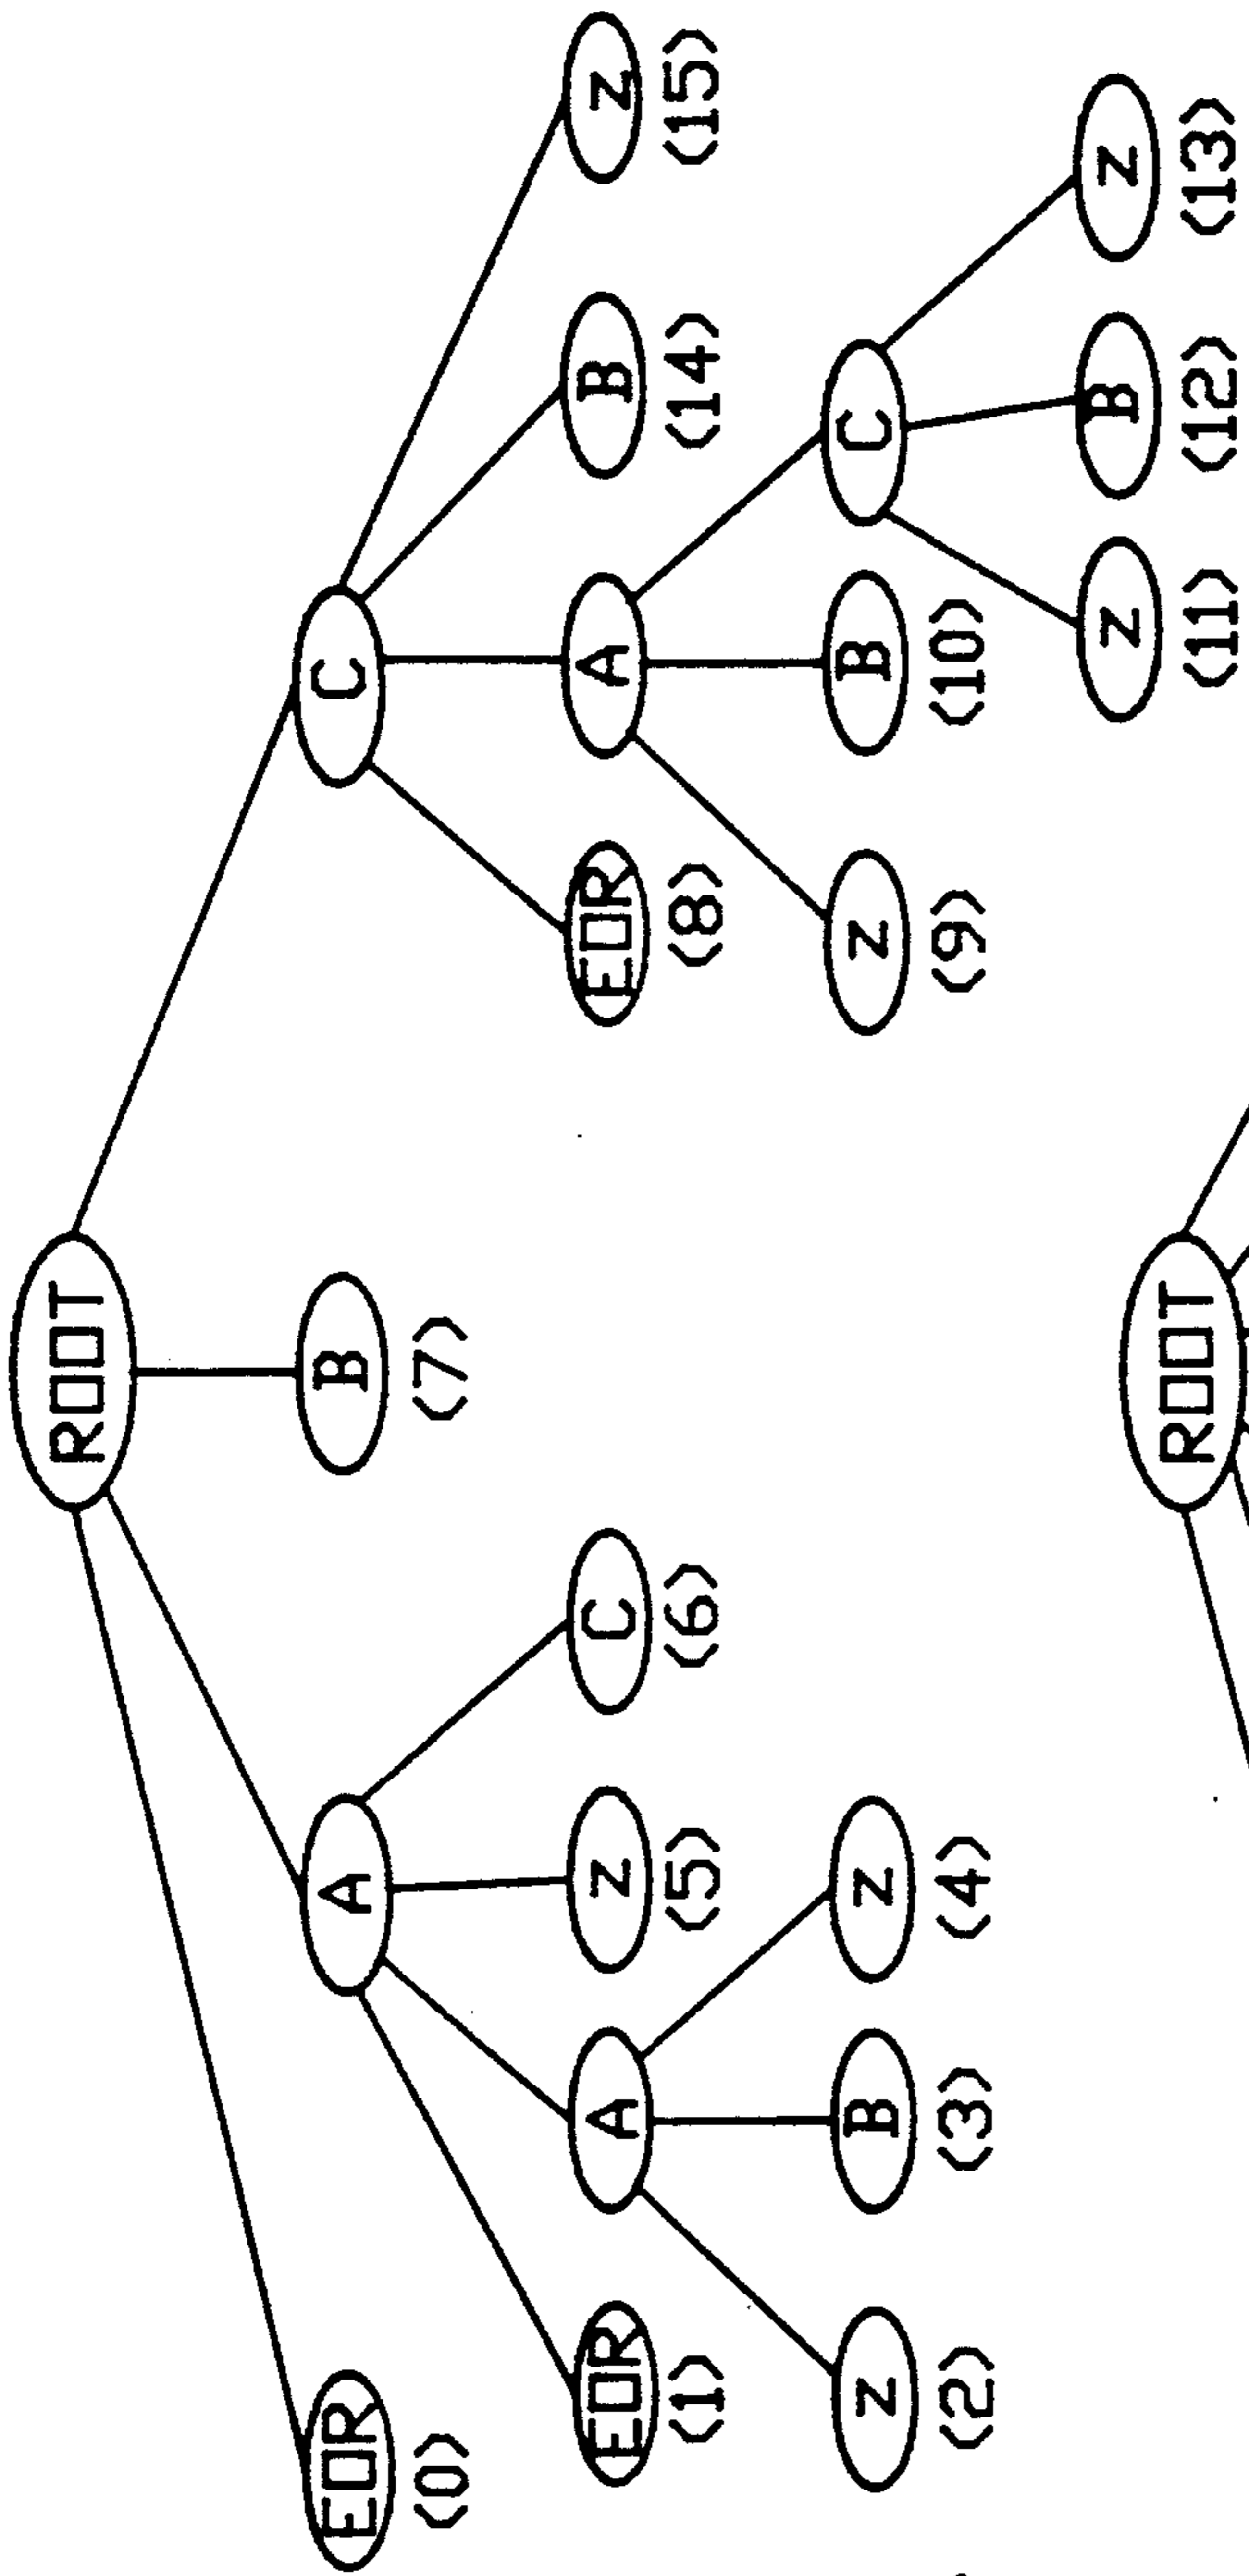 ROOT
EOR A B C
(0) (7)
EOR A z C EOR A B z
(1) (5) (6) (8) (14) (15)
z B z z B C
(2) (3) (4) (9) (10)
z B z
(11) (12) (13)
ROOT